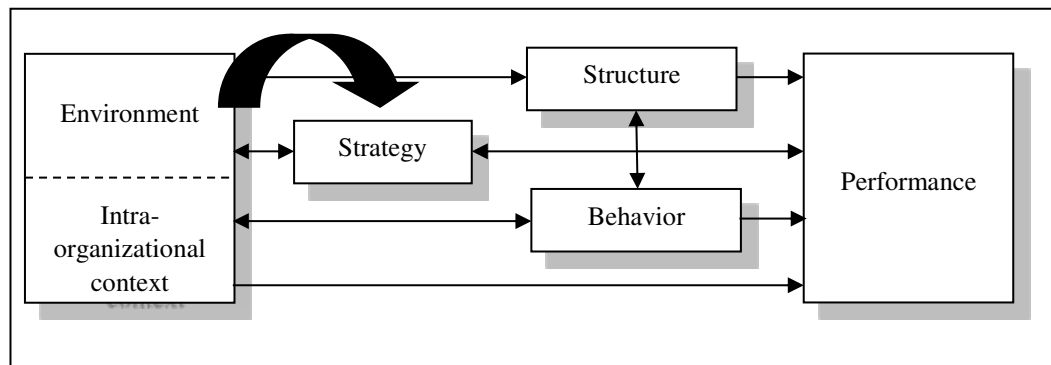 Environment
Intra-
organizational
context
Strategy
Structure
Behavior
Performance